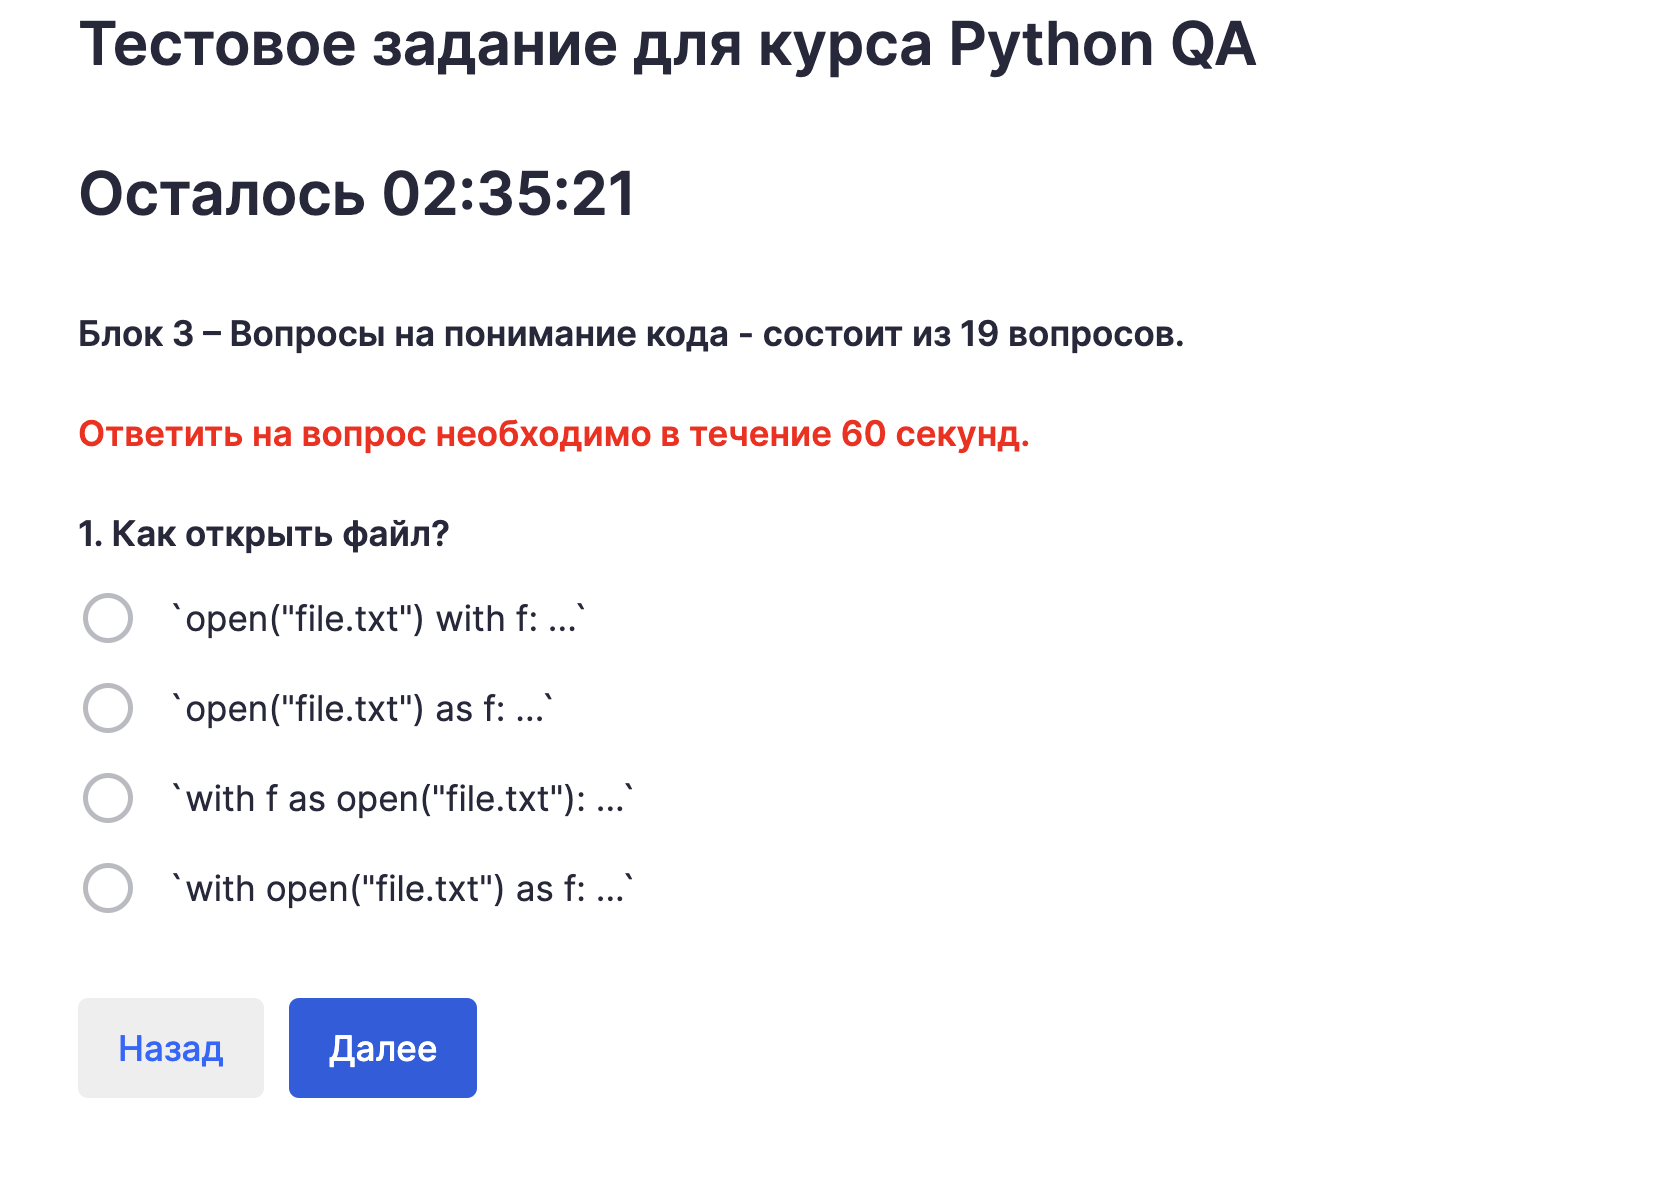 Тестовое задание для курса Python QA
Осталось 02:35:21
Блок 3 – Вопросы на понимание кода - состоит из 19 вопросов.
Ответить на вопрос необходимо в течение 60 секунд.
1. Как открыть файл?
`open("file.txt") with f: ...`
`open("file.txt") as f: ...`
`with f as open("file.txt"): ...`
`with open("file.txt") as f: ...`
Назад
Далее